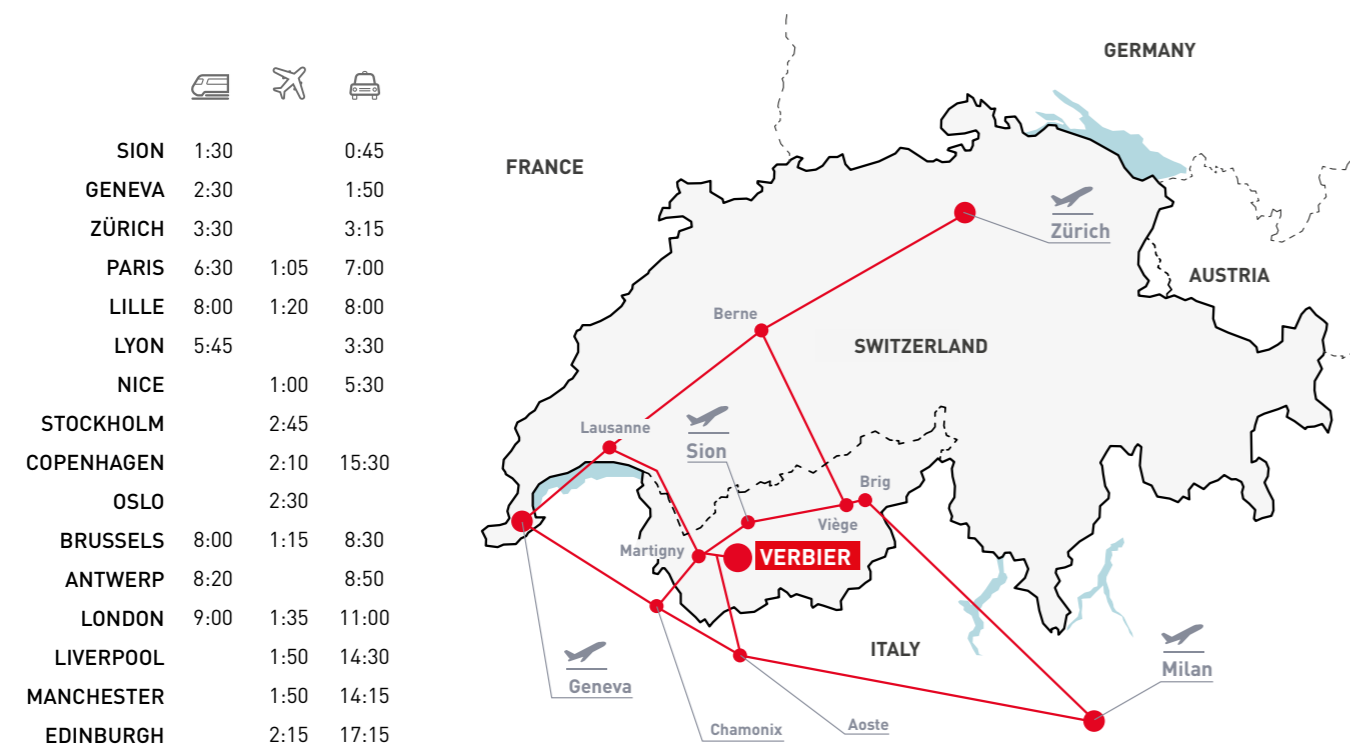 SION 1:30 0:45
GENEVA 2:30 1:50
ZÜRICH 3:30 3:15
PARIS 6:30 1:05 7:00
LILLE 8:00 1:20 8:00
LYON 5:45 3:30
NICE 1:00 5:30
STOCKHOLM 2:45
COPENHAGEN 2:10 15:30
OSLO 2:30
BRUSSELS 8:00 1:15 8:30
ANTWERP 8:20 8:50
LONDON 9:00 1:35 11:00
LIVERPOOL 1:50 14:30
MANCHESTER 1:50 14:15
EDINBURGH 2:15 17:15
GERMANY
FRANCE
Zürich
AUSTRIA
Berne
SWITZERLAND
Lausanne
Sion
Brig
Viège
Martigny
VERBIER
ITALY
Geneva
Milan
Chamonix
Aoste